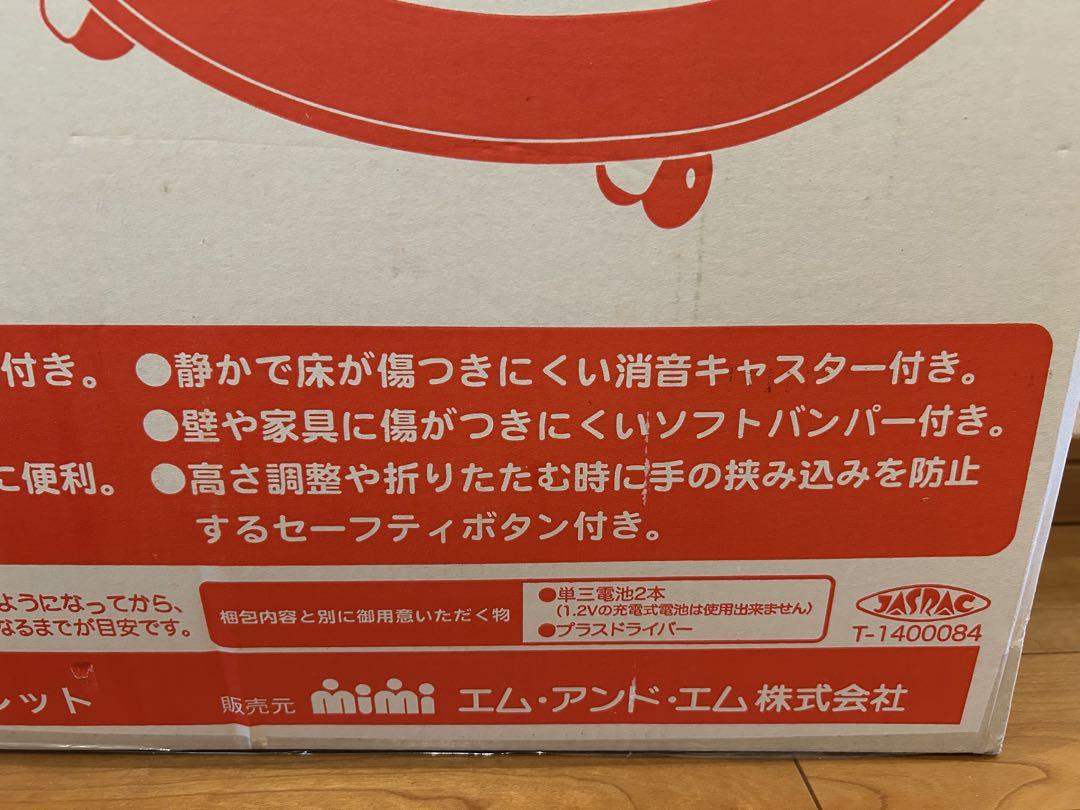 付き。
●静かで床が傷つきにくい消音キャスター付き。
●壁や家具に傷がつきにくいソフトバンパー付き。
に便利。
●高さ調整や折りたたむ時に手の挟み込みを防止
するセーフティボタン付き。
ようになってから、
なるまでが目安です。
梱包内容と別に御用意いただく物
●単三電池2本
(1.2Vの充電式電池は使用出来ません)
●プラスドライバー
JASRAC
T-1400084
レット
販売元 mimi エム・アンド・エム株式会社